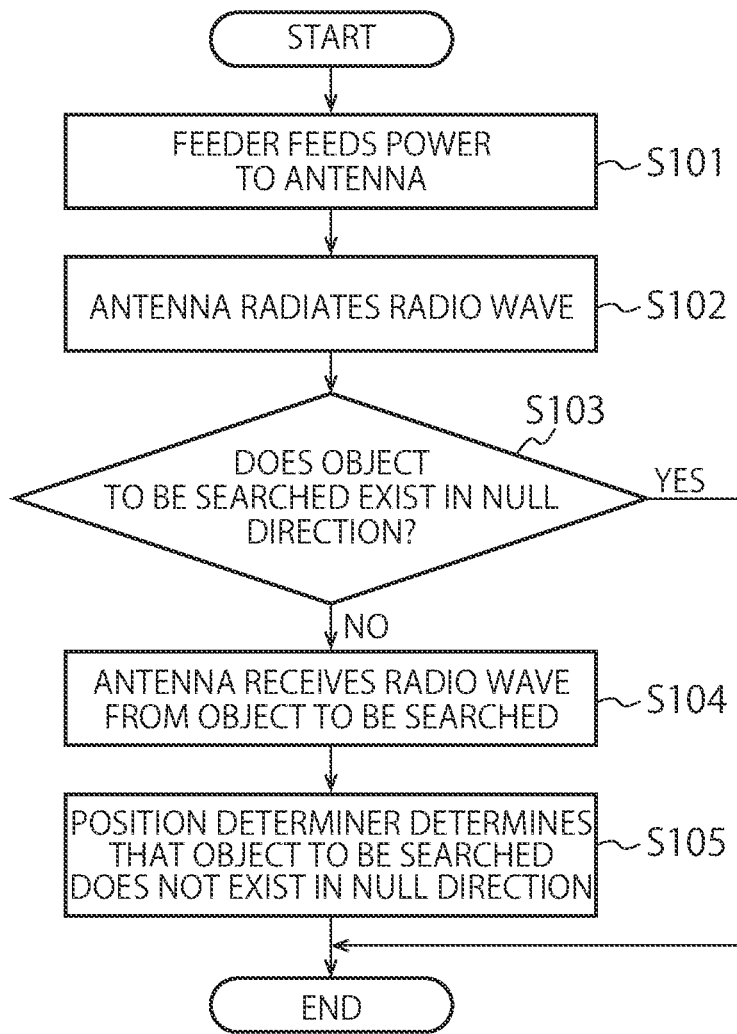 START
FEEDER FEEDS POWER
TO ANTENNA
S101
ANTENNA RADIATES RADIO WAVE
S102
S103
DOES OBJECT
TO BE SEARCHED EXIST IN NULL
DIRECTION?
YES
NO
ANTENNA RECEIVES RADIO WAVE
FROM OBJECT TO BE SEARCHED
S104
POSITION DETERMINER DETERMINES
THAT OBJECT TO BE SEARCHED
DOES NOT EXIST IN NULL DIRECTION
S105
END